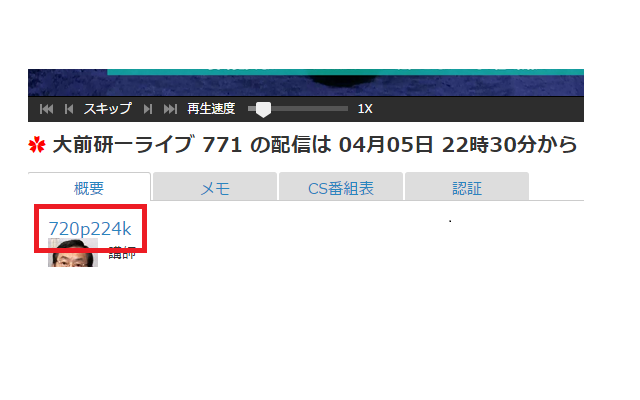 スキップ 再生速度 1X
大前研一ライブ 771 の配信は 04月05日 22時30分から
概要 メモ CS番組表 認証
720p224k
講師